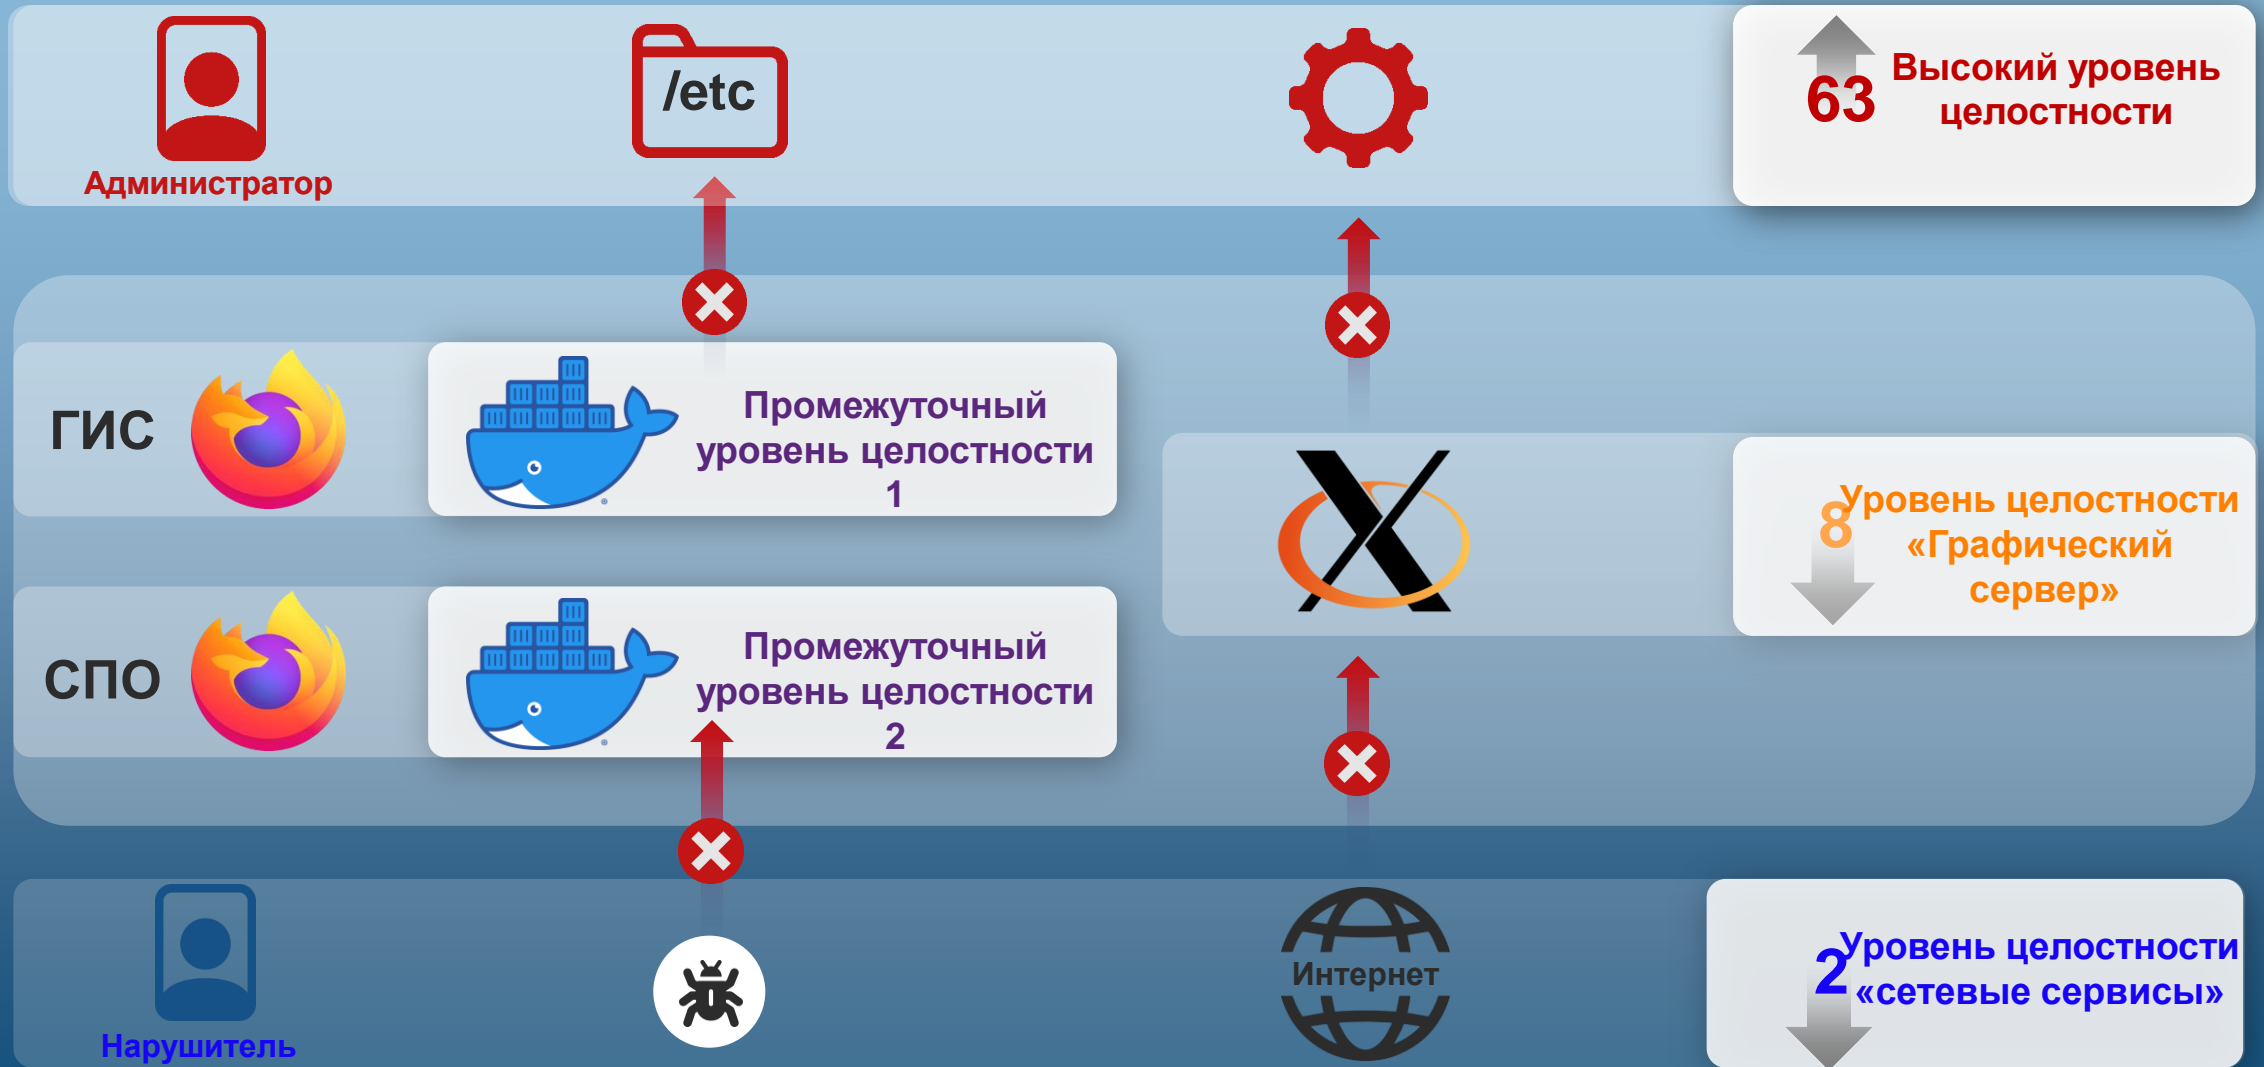 Администратор
/etc
63
Высокий уровень
целостности
ГИС
Промежуточный
уровень целостности
1
8
Уровень целостности
«Графический
сервер»
СПО
Промежуточный
уровень целостности
2
Нарушитель
Интернет
2
Уровень целостности
«сетевые сервисы»